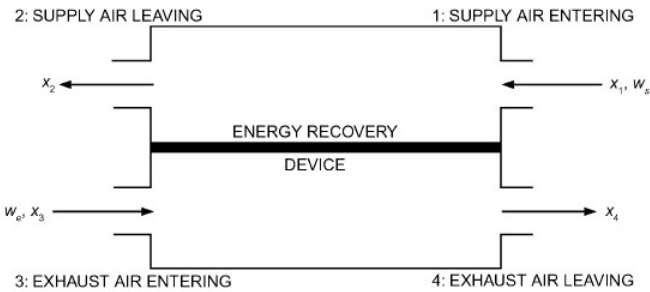 2: SUPPLY AIR LEAVING
1: SUPPLY AIR ENTERING
x₂
x₁, wₛ
ENERGY RECOVERY
DEVICE
wₑ, x₃
x₄
3: EXHAUST AIR ENTERING
4: EXHAUST AIR LEAVING